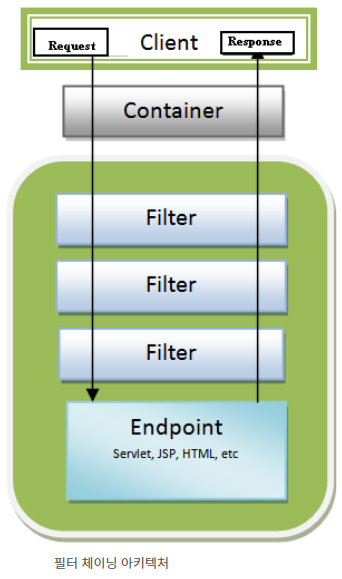 Request Client Response
Container
Filter
Filter
Filter
Endpoint
Servlet, JSP, HTML, etc
필터 체이닝 아키텍처